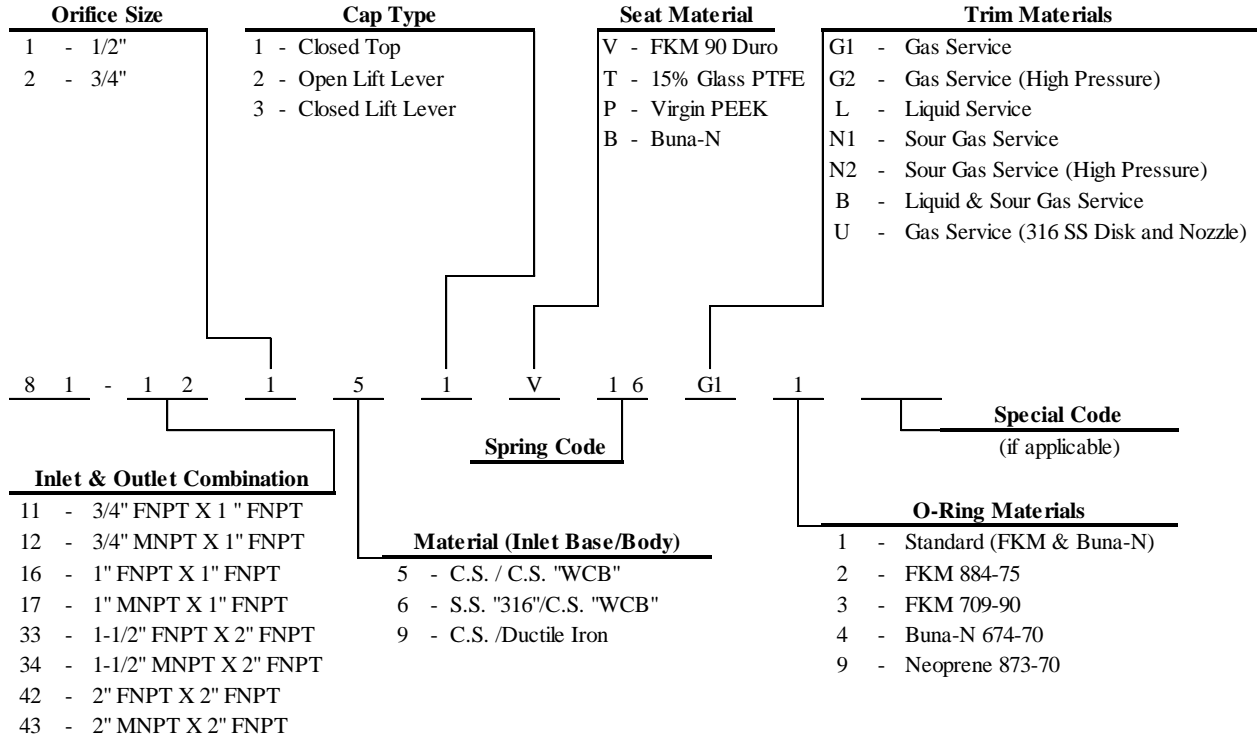 Orifice Size
1 - 1/2"
2 - 3/4"
Cap Type
1 - Closed Top
2 - Open Lift Lever
3 - Closed Lift Lever
Seat Material
V - FKM 90 Duro
T - 15% Glass PTFE
P - Virgin PEEK
B - Buna-N
Trim Materials
G1 - Gas Service
G2 - Gas Service (High Pressure)
L - Liquid Service
N1 - Sour Gas Service
N2 - Sour Gas Service (High Pressure)
B - Liquid & Sour Gas Service
U - Gas Service (316 SS Disk and Nozzle)
8 1 - 1 2 1 5 1 V 1 6 G1 1
Inlet & Outlet Combination
11 - 3/4" FNPT X 1 " FNPT
12 - 3/4" MNPT X 1" FNPT
16 - 1" FNPT X 1" FNPT
17 - 1" MNPT X 1" FNPT
33 - 1-1/2" FNPT X 2" FNPT
34 - 1-1/2" MNPT X 2" FNPT
42 - 2" FNPT X 2" FNPT
43 - 2" MNPT X 2" FNPT
Material (Inlet Base/Body)
5 - C.S. / C.S. "WCB"
6 - S.S. "316"/C.S. "WCB"
9 - C.S. /Ductile Iron
Spring Code
Special Code
(if applicable)
O-Ring Materials
1 - Standard (FKM & Buna-N)
2 - FKM 884-75
3 - FKM 709-90
4 - Buna-N 674-70
9 - Neoprene 873-70